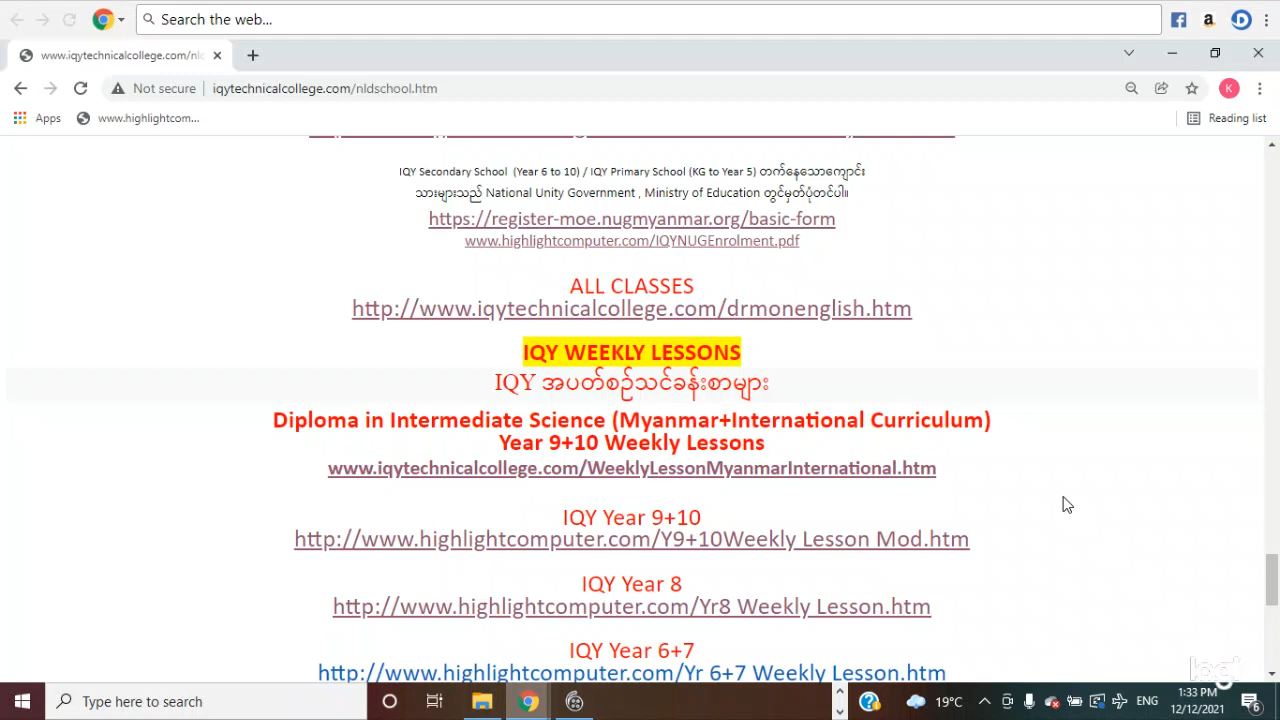 Search the web...
www.iqytechnicalcollege.com/nld
Not secure
iqytechnicalcollege.com/nldschool.htm
K
Apps
www.highlightcom...
Reading list
IQY Secondary School (Year 6 to 10) / IQY Primary School (KG to Year 5) တက်နေသောကျောင်း
သားများသည် National Unity Government , Ministry of Education တွင်မှတ်ပုံတင်ပါ။
https://register-moe.nugmyanmar.org/basic-form
www.highlightcomputer.com/IQYNUGEnrolment.pdf
ALL CLASSES
http://www.iqytechnicalcollege.com/drmonenglish.htm
IQY WEEKLY LESSONS
IQY အပတ်စဉ်သင်ခန်းစာများ
Diploma in Intermediate Science (Myanmar+International Curriculum)
Year 9+10 Weekly Lessons
www.iqytechnicalcollege.com/WeeklyLessonMyanmarInternational.htm
IQY Year 9+10
http://www.highlightcomputer.com/Y9+10Weekly Lesson Mod.htm
IQY Year 8
http://www.highlightcomputer.com/Yr8 Weekly Lesson.htm
IQY Year 6+7
http://www.highlightcomputer.com/Yr 6+7 Weekly Lesson.htm
Type here to search
19°C
ENG
1:33 PM
12/12/2021
6